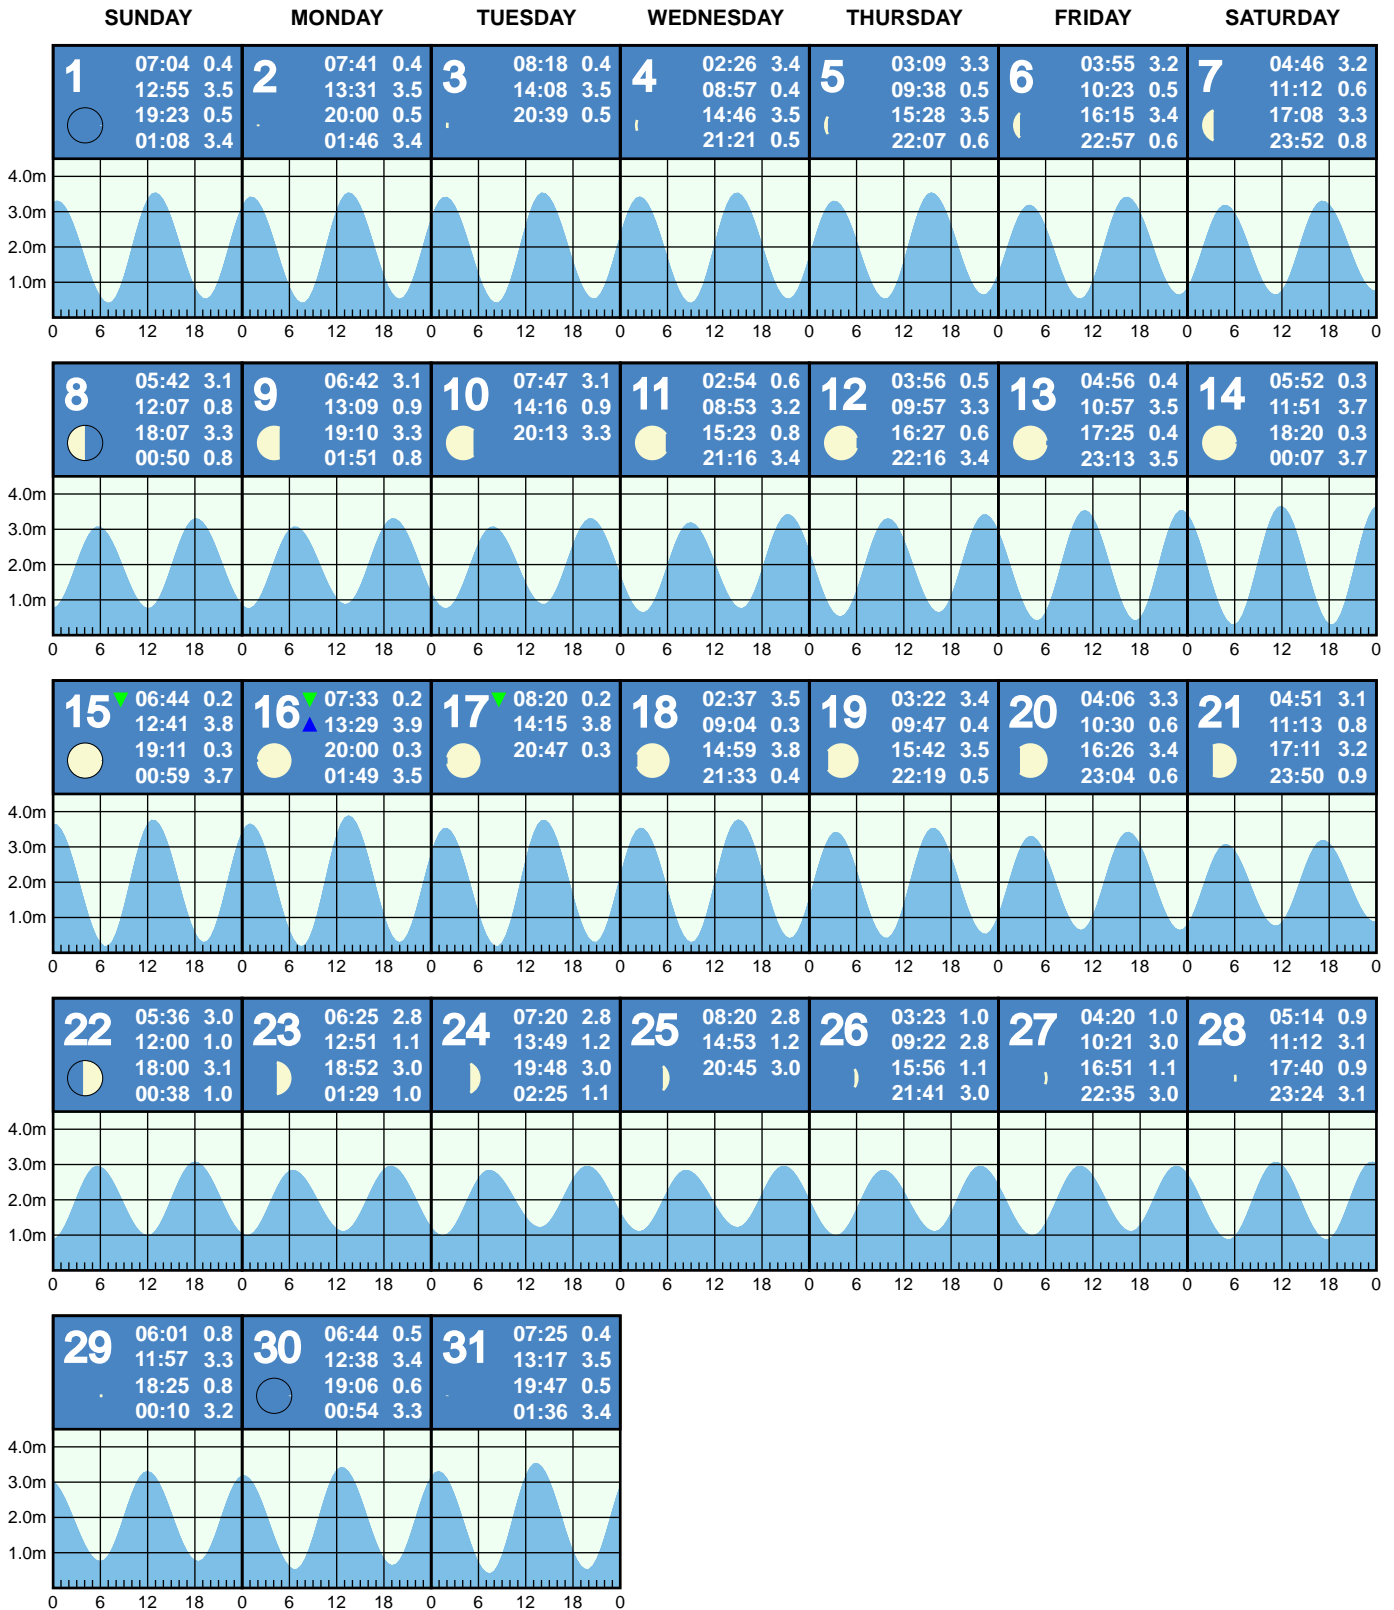 SUNDAY MONDAY TUESDAY WEDNESDAY THURSDAY FRIDAY SATURDAY
1 07:04 0.4
12:55 3.5
19:23 0.5
01:08 3.4
2 07:41 0.4
13:31 3.5
20:00 0.5
01:46 3.4
3 08:18 0.4
14:08 3.5
20:39 0.5
4 02:26 3.4
08:57 0.4
14:46 3.5
21:21 0.5
5 03:09 3.3
09:38 0.5
15:28 3.5
22:07 0.6
6 03:55 3.2
10:23 0.5
16:15 3.4
22:57 0.6
7 04:46 3.2
11:12 0.6
17:08 3.3
23:52 0.8
4.0m
3.0m
2.0m
1.0m
0 6 12 18 0 6 12 18 0 6 12 18 0 6 12 18 0 6 12 18 0 6 12 18 0 6 12 18 0
8 05:42 3.1
12:07 0.8
18:07 3.3
00:50 0.8
9 06:42 3.1
13:09 0.9
19:10 3.3
01:51 0.8
10 07:47 3.1
14:16 0.9
20:13 3.3
11 02:54 0.6
08:53 3.2
15:23 0.8
21:16 3.4
12 03:56 0.5
09:57 3.3
16:27 0.6
22:16 3.4
13 04:56 0.4
10:57 3.5
17:25 0.4
23:13 3.5
14 05:52 0.3
11:51 3.7
18:20 0.3
00:07 3.7
4.0m
3.0m
2.0m
1.0m
0 6 12 18 0 6 12 18 0 6 12 18 0 6 12 18 0 6 12 18 0 6 12 18 0 6 12 18 0
15 06:44 0.2
12:41 3.8
19:11 0.3
00:59 3.7
16 07:33 0.2
13:29 3.9
20:00 0.3
01:49 3.5
17 08:20 0.2
14:15 3.8
20:47 0.3
18 02:37 3.5
09:04 0.3
14:59 3.8
21:33 0.4
19 03:22 3.4
09:47 0.4
15:42 3.5
22:19 0.5
20 04:06 3.3
10:30 0.6
16:26 3.4
23:04 0.6
21 04:51 3.1
11:13 0.8
17:11 3.2
23:50 0.9
4.0m
3.0m
2.0m
1.0m
0 6 12 18 0 6 12 18 0 6 12 18 0 6 12 18 0 6 12 18 0 6 12 18 0 6 12 18 0
22 05:36 3.0
12:00 1.0
18:00 3.1
00:38 1.0
23 06:25 2.8
12:51 1.1
18:52 3.0
01:29 1.0
24 07:20 2.8
13:49 1.2
19:48 3.0
02:25 1.1
25 08:20 2.8
14:53 1.2
20:45 3.0
26 03:23 1.0
09:22 2.8
15:56 1.1
21:41 3.0
27 04:20 1.0
10:21 3.0
16:51 1.1
22:35 3.0
28 05:14 0.9
11:12 3.1
17:40 0.9
23:24 3.1
4.0m
3.0m
2.0m
1.0m
0 6 12 18 0 6 12 18 0 6 12 18 0 6 12 18 0 6 12 18 0 6 12 18 0 6 12 18 0
29 06:01 0.8
11:57 3.3
18:25 0.8
00:10 3.2
30 06:44 0.5
12:38 3.4
19:06 0.6
00:54 3.3
31 07:25 0.4
13:17 3.5
19:47 0.5
01:36 3.4
4.0m
3.0m
2.0m
1.0m
0 6 12 18 0 6 12 18 0 6 12 18 0